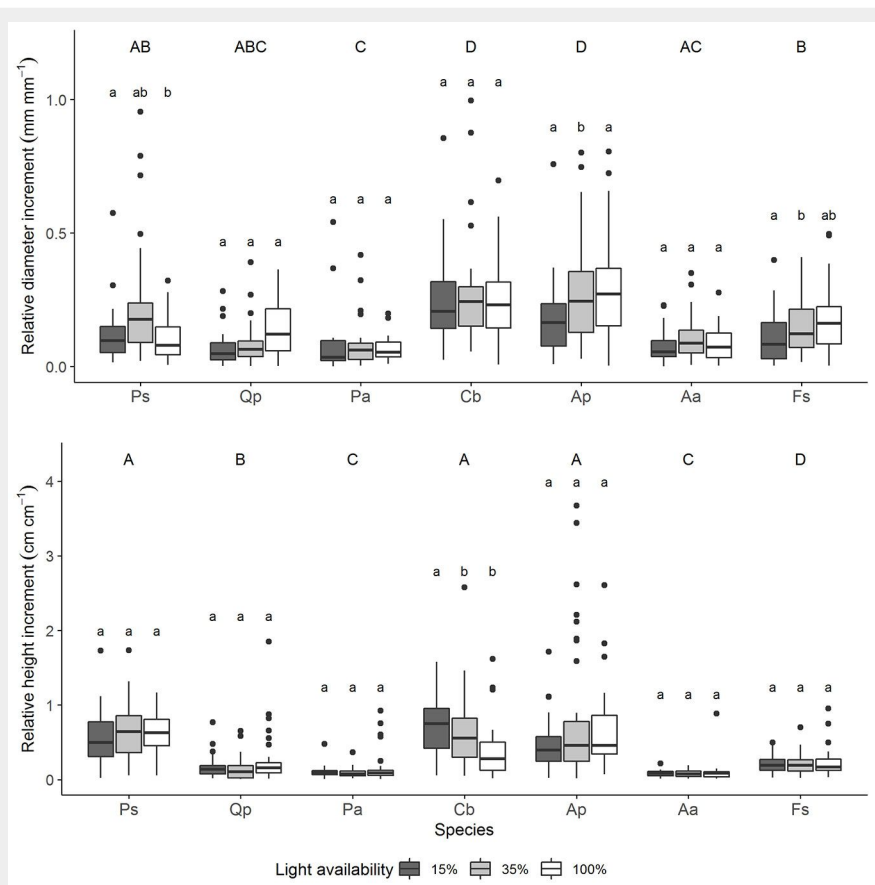 AB ABC C D D AC B
a ab b a a a a a a a a a a b a a a a a b ab
Relative diameter increment (mm mm⁻¹)
1.0
0.5
0.0
Ps Qp Pa Cb Ap Aa Fs
A B C A A C D
a a a a a a a a a a b b a a a a a a a a a
Relative height increment (cm cm⁻¹)
4
3
2
1
0
Ps Qp Pa Cb Ap Aa Fs
Species
Light availability 15% 35% 100%